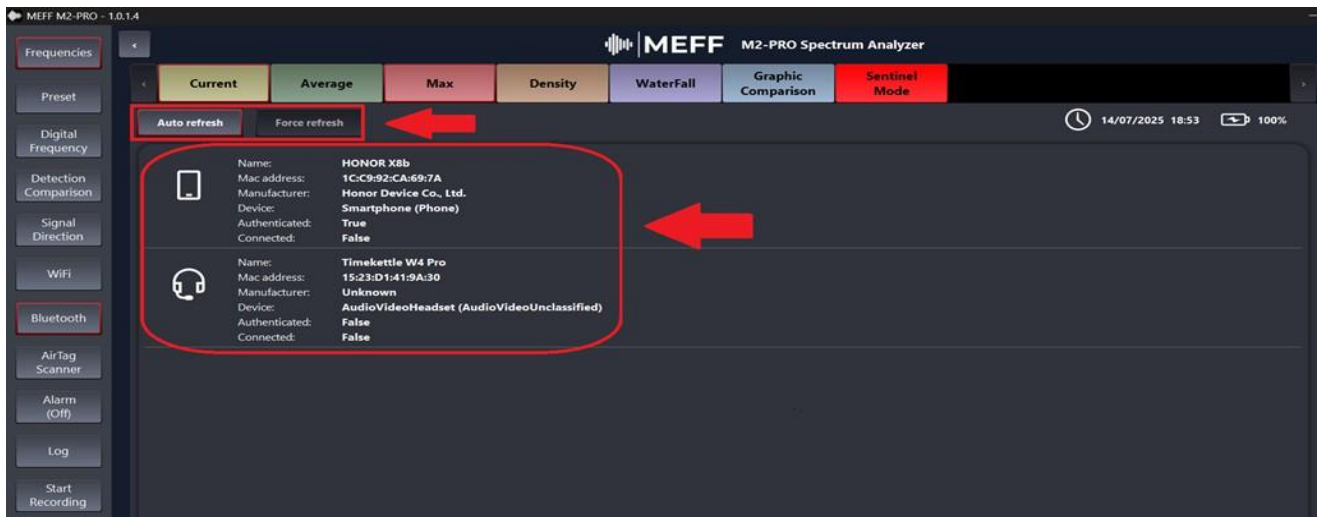 MEFF M2-PRO - 1.0.1.4
MEFF M2-PRO Spectrum Analyzer
Frequencies
Preset
Digital
Frequency
Detection
Comparison
Signal
Direction
WiFi
Bluetooth
AirTag
Scanner
Alarm
(Off)
Log
Start
Recording
Current
Average
Max
Density
WaterFall
Graphic
Comparison
Sentinel
Mode
Auto refresh
Force refresh
14/07/2025 18:53 100%
Name: HONOR X8b
Mac address: 1C:C9:92:CA:69:7A
Manufacturer: Honor Device Co., Ltd.
Device: Smartphone (Phone)
Authenticated: True
Connected: False
Name: Timekettle W4 Pro
Mac address: 15:23:D1:41:9A:30
Manufacturer: Unknown
Device: AudioVideoHeadset (AudioVideoUnclassified)
Authenticated: False
Connected: False